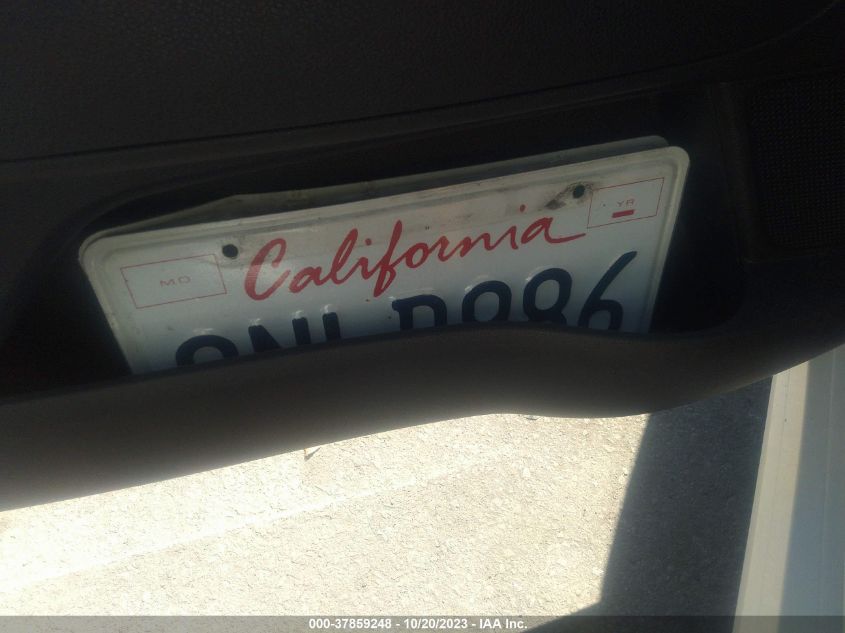 MO
YR
California
000-37859248 - 10/20/2023 - IAA Inc.